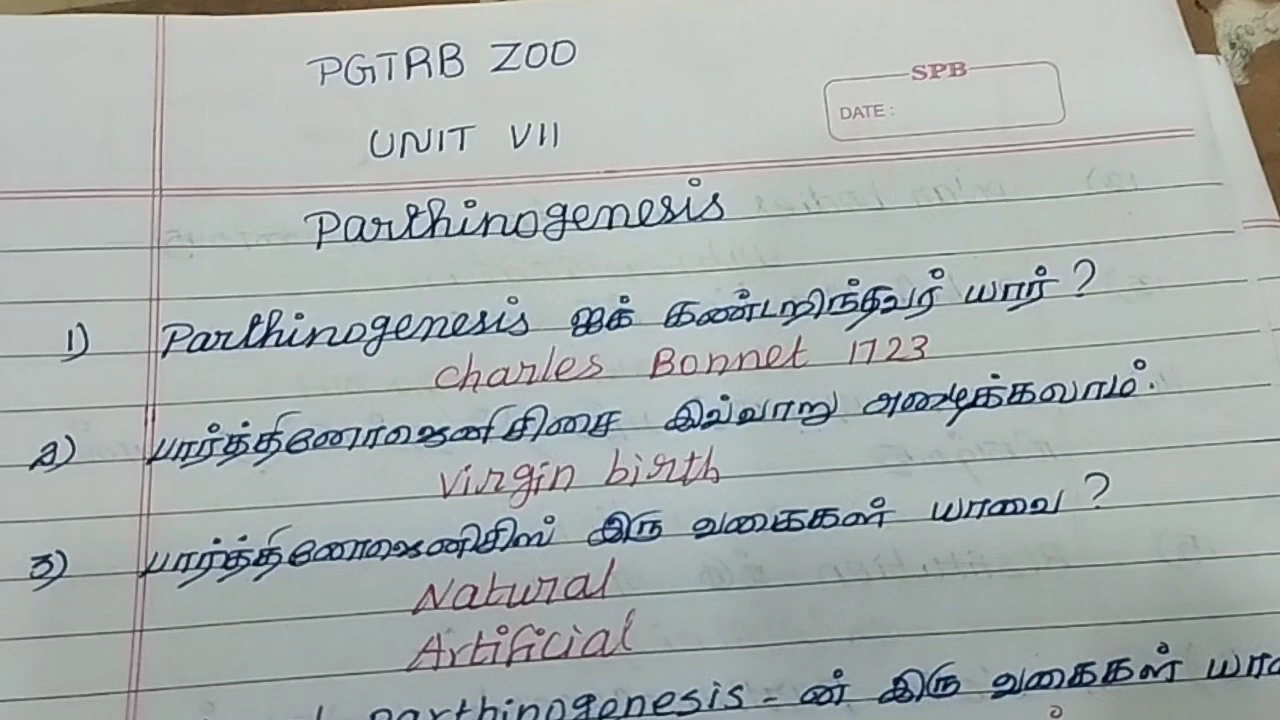 PGTRB ZOO
SPB
DATE :
UNIT VII
Parthinogenesis
1) Parthinogenesis ஐக் கண்டறிந்தவர் யார் ?
Charles Bonnet 1723
2) பார்த்தினோஜெனிசிசை இவ்வாறு அழைக்கலாம்.
Virgin birth
3) பார்த்தினோஜெனிசிஸ் இரு வகைகள் யாவை ?
Natural
Artificial
parthinogenesis - ன் இரு வகைகள்